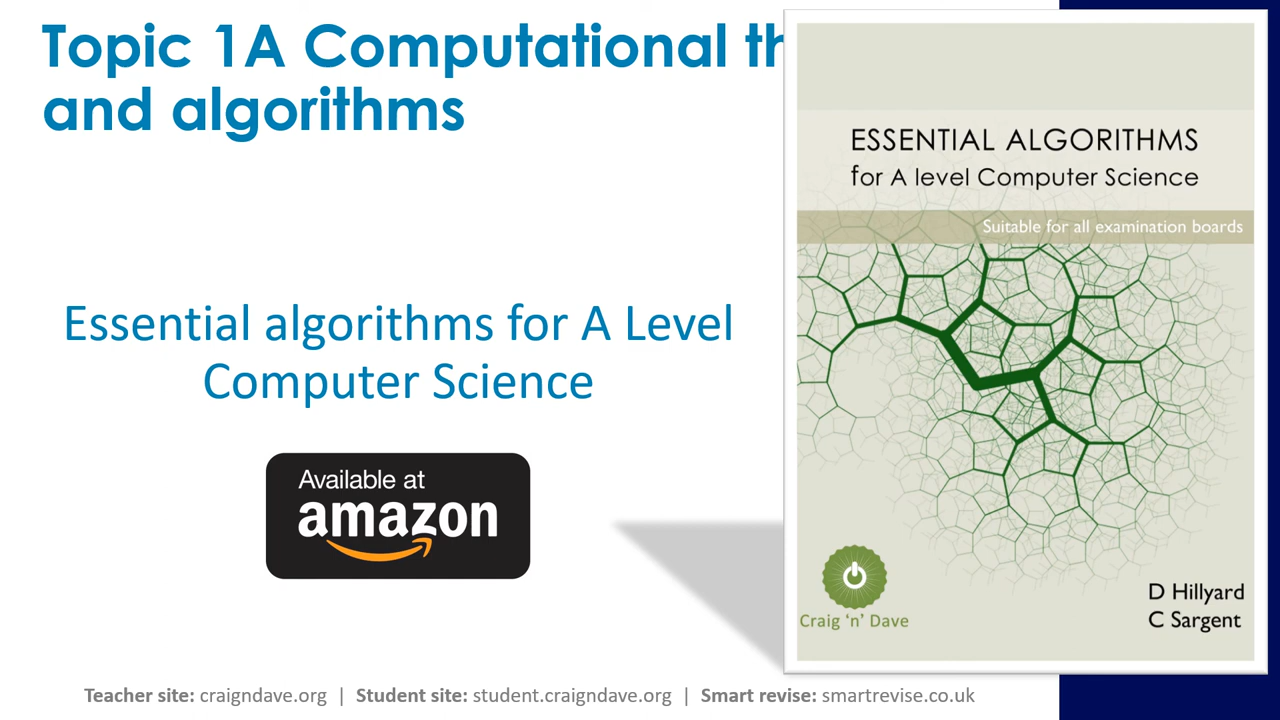 Topic 1A Computational th
and algorithms
Essential algorithms for A Level
Computer Science
Available at
amazon
ESSENTIAL ALGORITHMS
for A level Computer Science
Suitable for all examination boards
D Hillyard
C Sargent
Craig 'n' Dave
Teacher site: craigndave.org | Student site: student.craigndave.org | Smart revise: smartrevise.co.uk